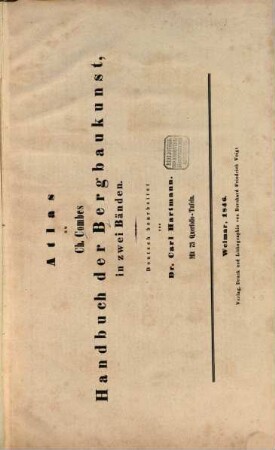 Atlas
zu
Ch. Combes
Handbuch der Bergbaukunst,
in zwei Bänden.
Deutsch bearbeitet
von
Dr. Carl Hartmann.
Mit 75 Querfolio-Tafeln.
Weimar, 1846.
Verlag, Druck und Lithographie von Bernhard Friedrich Voigt.